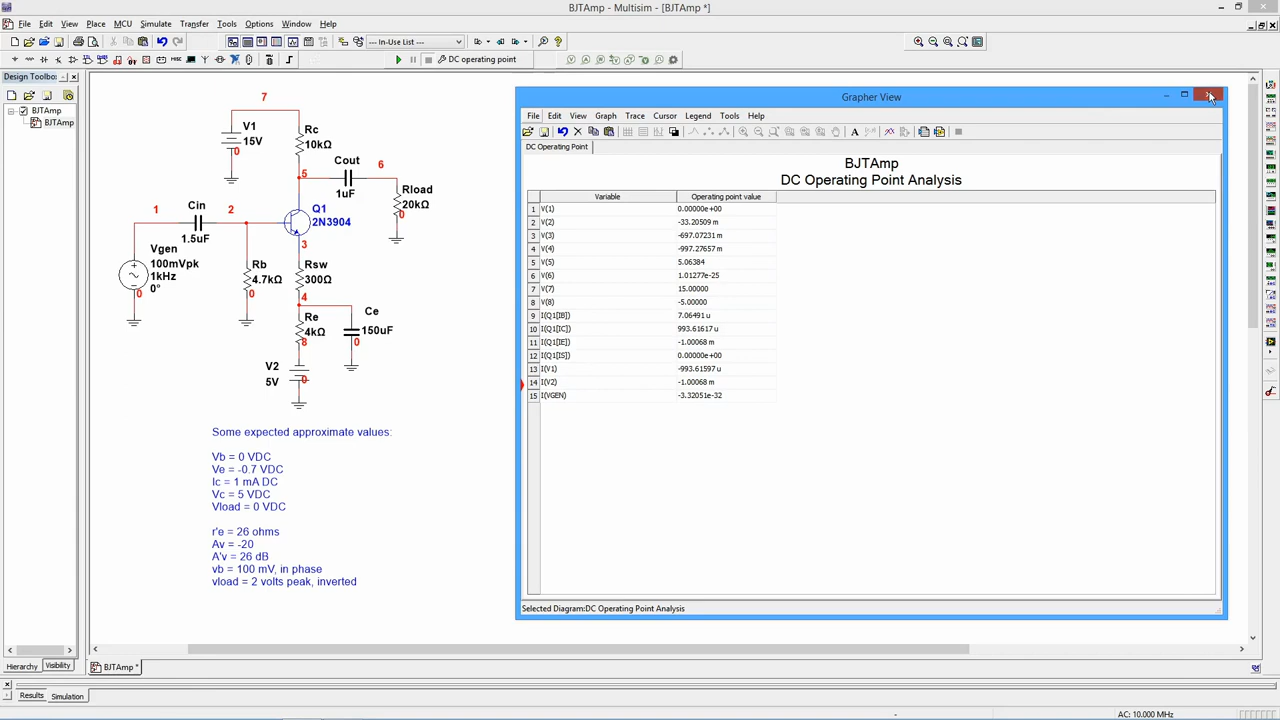 BJTAmp - Multisim - [BJTAmp *]
File Edit View Place MCU Simulate Transfer Tools Options Window Help
--- In-Use List ---
DC operating point
Design Toolbox
BJTAmp
BJTAmp
Hierarchy Visibility
7
V1
15V
0
Rc
10kΩ
5
Cout
1uF
6
Rload
20kΩ
0
1
Cin
1.5uF
2
Q1
2N3904
3
Vgen
100mVpk
1kHz
0°
0
Rb
4.7kΩ
0
Rsw
300Ω
4
Re
4kΩ
8
Ce
150uF
0
V2
5V
0
Some expected approximate values:
Vb = 0 VDC
Ve = -0.7 VDC
Ic = 1 mA DC
Vc = 5 VDC
Vload = 0 VDC
r'e = 26 ohms
Av = -20
A'v = 26 dB
vb = 100 mV, in phase
vload = 2 volts peak, inverted
Grapher View
File Edit View Graph Trace Cursor Legend Tools Help
DC Operating Point
BJTAmp
DC Operating Point Analysis
Variable Operating point value
1 V(1) 0.00000e+00
2 V(2) -33.20509 m
3 V(3) -697.07231 m
4 V(4) -997.27657 m
5 V(5) 5.06384
6 V(6) 1.01277e-25
7 V(7) 15.00000
8 V(8) -5.00000
9 I(Q1[IB]) 7.06491 u
10 I(Q1[IC]) 993.61617 u
11 I(Q1[IE]) -1.00068 m
12 I(Q1[IS]) 0.00000e+00
13 I(V1) -993.61597 u
14 I(V2) -1.00068 m
15 I(VGEN) -3.32051e-32
Selected Diagram:DC Operating Point Analysis
BJTAmp *
Results Simulation
- AC: 10.000 MHz